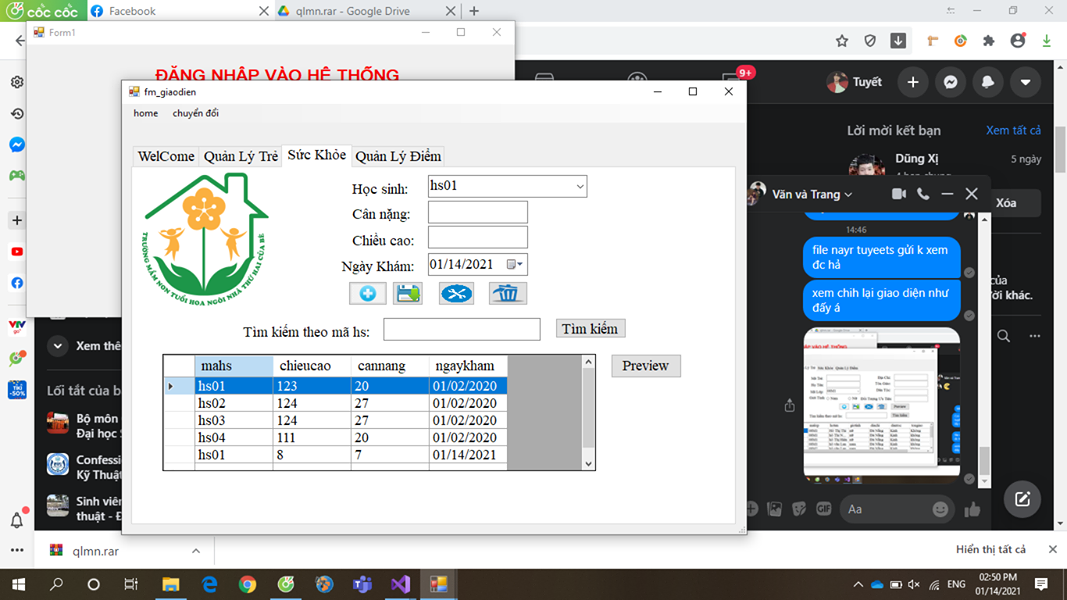 cốc cốc
Facebook
qlmn.rar - Google Drive
Form1
ĐĂNG NHẬP VÀO HỆ THỐNG
9+
Tuyết
fm_giaodien
home chuyển đổi
WelCome Quản Lý Trẻ Sức Khỏe Quản Lý Điểm
TRƯỜNG MẦM NON TUỔI HOA NGÔI NHÀ THỨ HAI CỦA BÉ
Học sinh: hs01
Cân nặng:
Chiều cao:
Ngày Khám: 01/14/2021
Tìm kiếm theo mã hs: Tìm kiếm
mahs chieucao cannang ngaykham
hs01 123 20 01/02/2020
hs02 124 27 01/02/2020
hs03 124 27 01/02/2020
hs04 111 20 01/02/2020
hs01 8 7 01/14/2021
Preview
Lời mời kết bạn Xem tất cả
Dũng Xị 5 ngày
Xóa
Văn và Trang
14:46
file nayr tuyeets gửi k xem
đc hả
xem chih lại giao diện như
đấy á
Aa
GIF
VTV
go
TIKI
-50%
Xem thê
Lối tắt của b
Bộ môn
Đại học S
Confessi
Kỹ Thuật
Sinh viên
thuật - Đ
của
ời khác.
qlmn.rar
Hiển thị tất cả
ENG
02:50 PM
01/14/2021